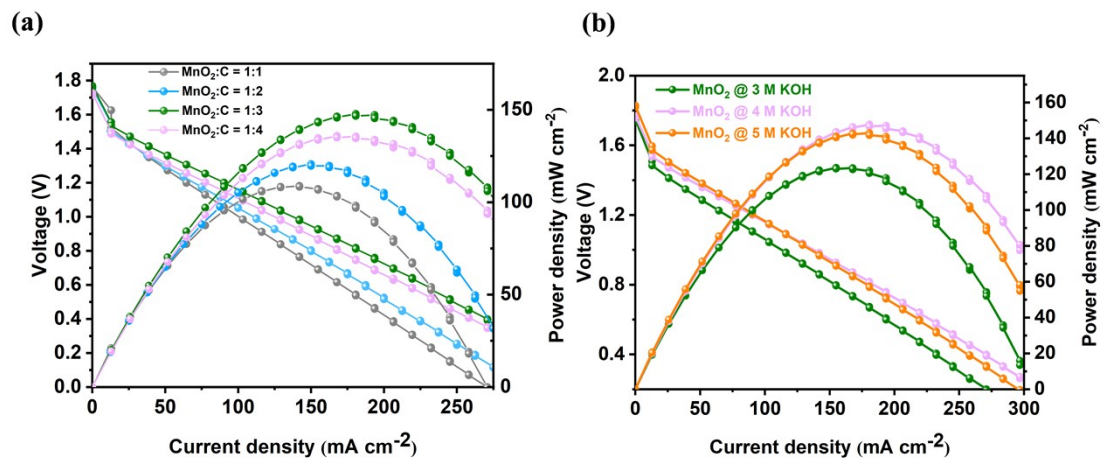 (a)
MnO₂:C = 1:1
MnO₂:C = 1:2
MnO₂:C = 1:3
MnO₂:C = 1:4
1.8
1.6
1.4
1.2
1.0
0.8
0.6
0.4
0.2
0.0
Voltage (V)
150
100
50
0
Power density (mW cm⁻²)
0 50 100 150 200 250
Current density (mA cm⁻²)
(b)
MnO₂ @ 3 M KOH
MnO₂ @ 4 M KOH
MnO₂ @ 5 M KOH
2.0
1.6
1.2
0.8
0.4
Voltage (V)
160
140
120
100
80
60
40
20
0
Power density (mW cm⁻²)
0 50 100 150 200 250 300
Current density (mA cm⁻²)